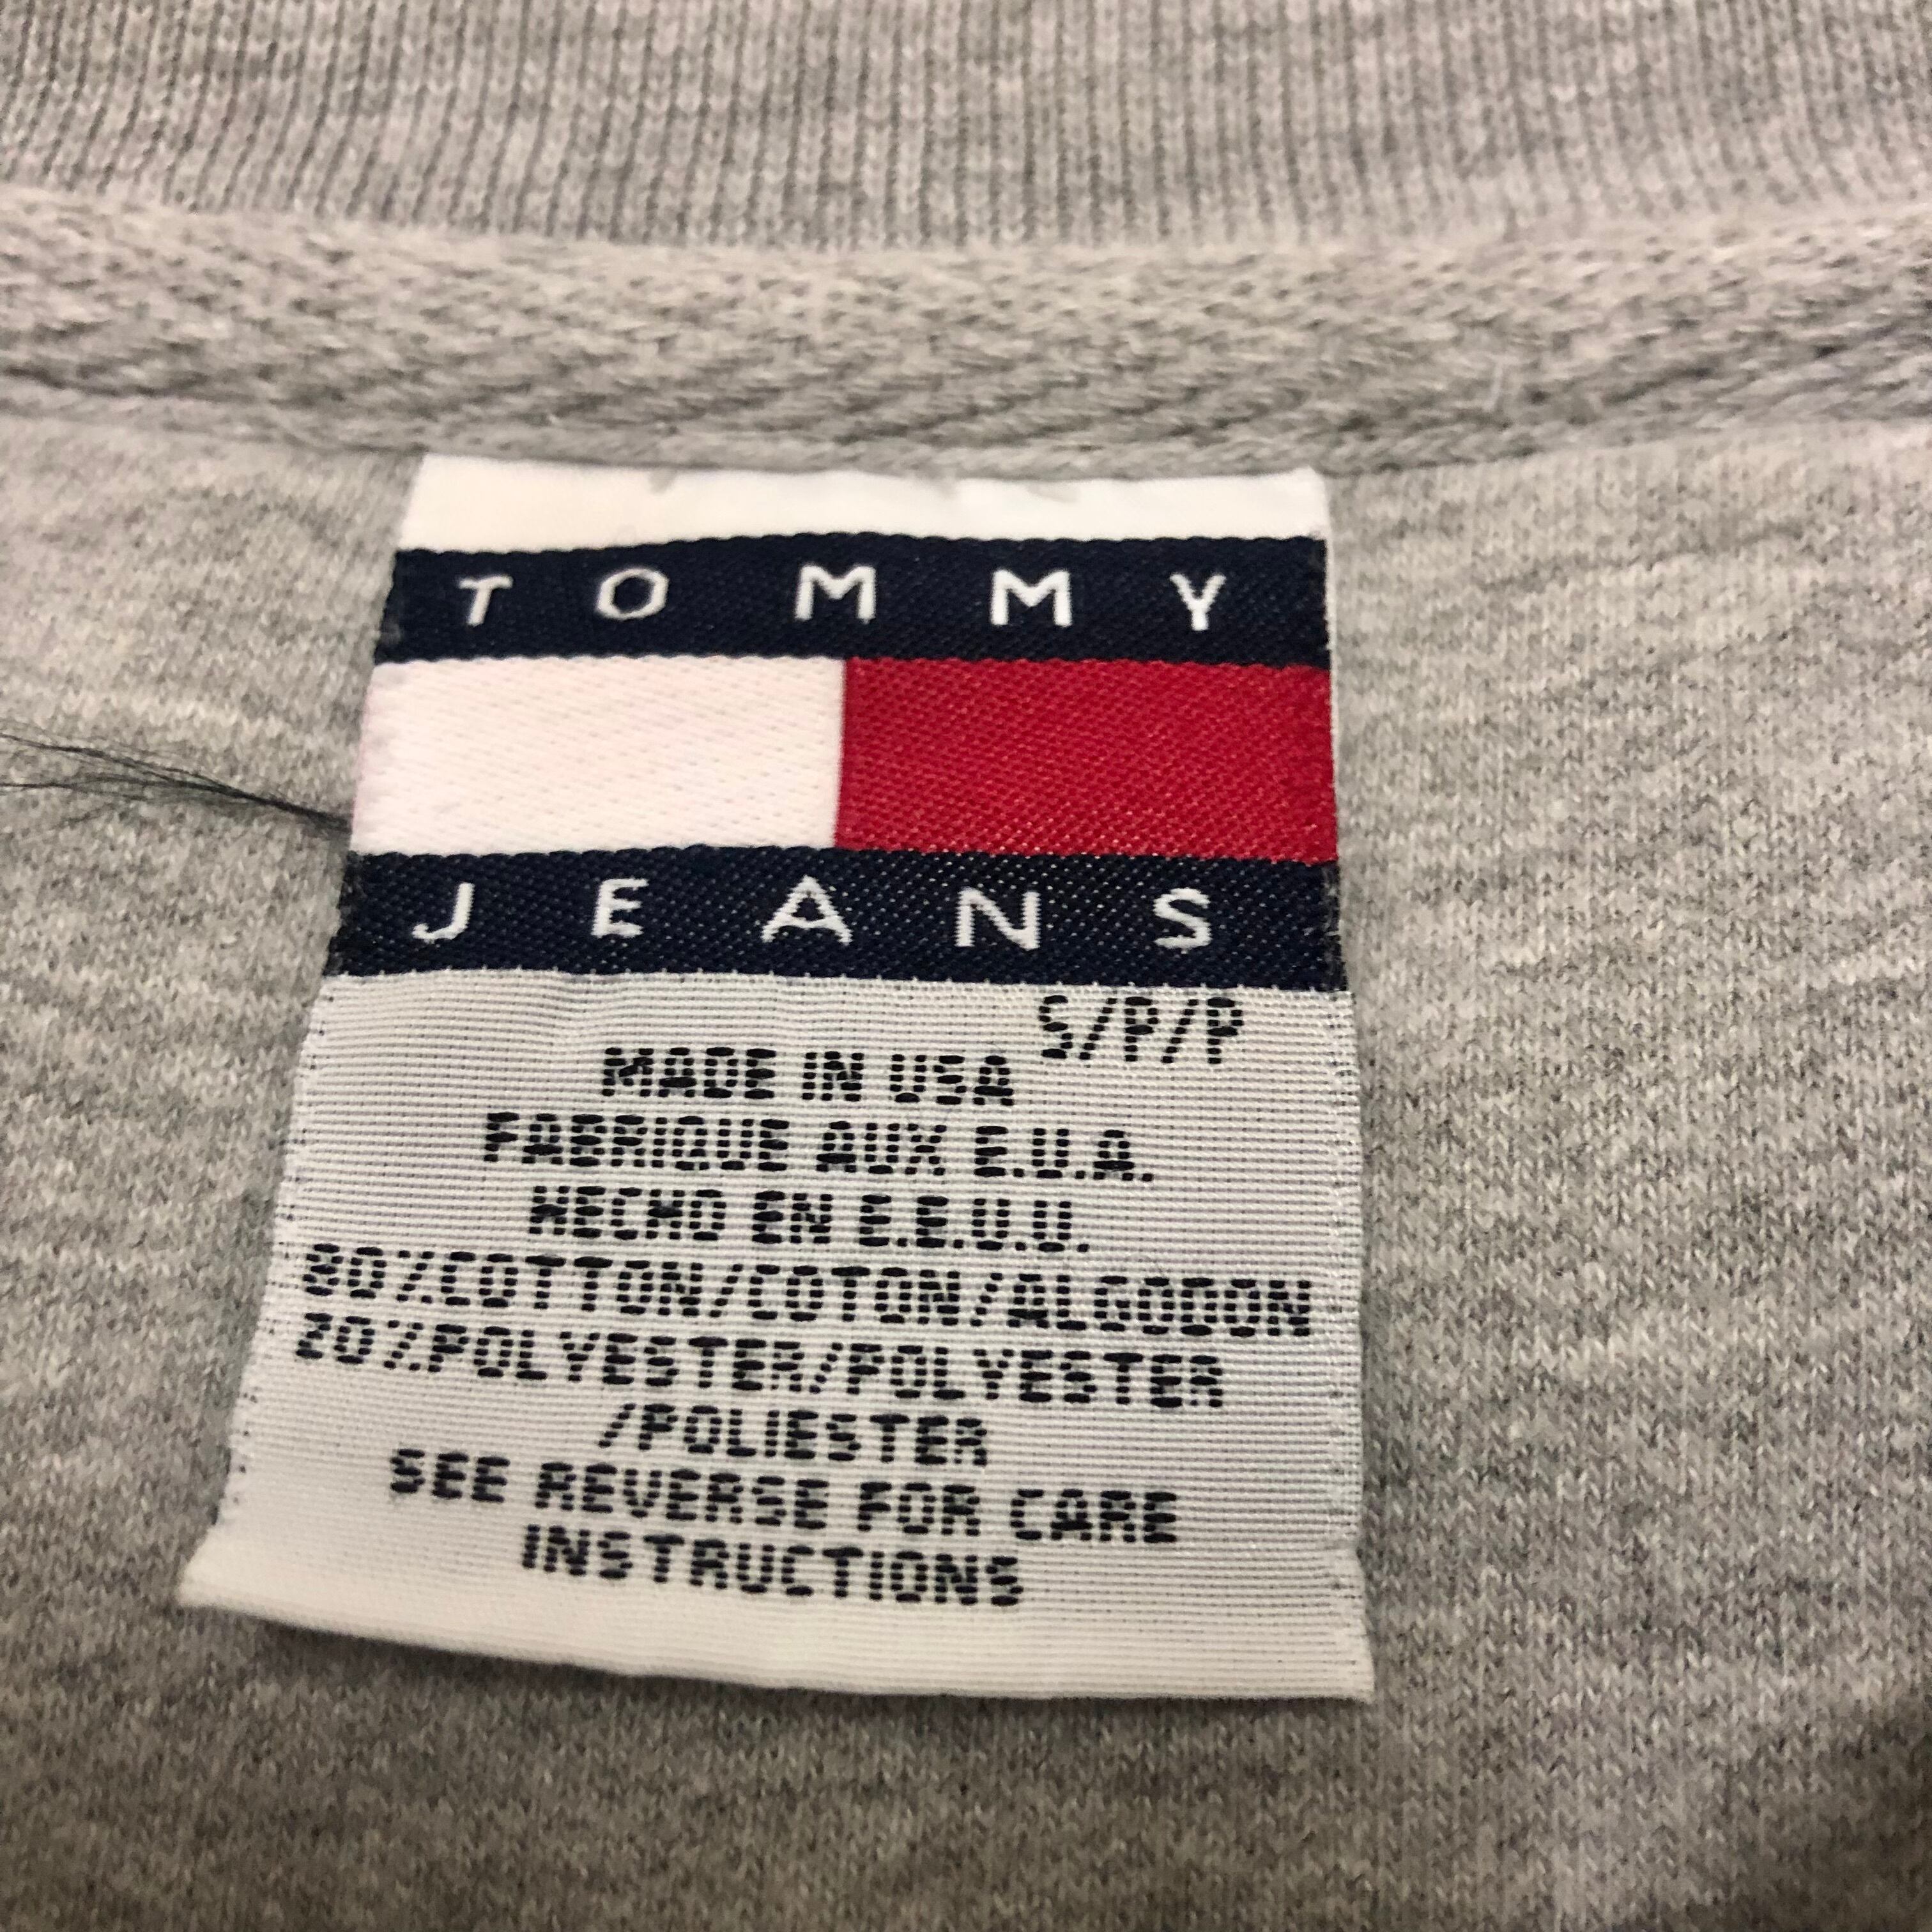 TOMMY
JEANS
S/P/P
MADE IN USA
FABRIQUE AUX E.U.A.
HECHO EN E.E.U.U.
80%COTTON/COTON/ALGODON
20%POLYESTER/POLYESTER
/POLIESTER
SEE REVERSE FOR CARE
INSTRUCTIONS